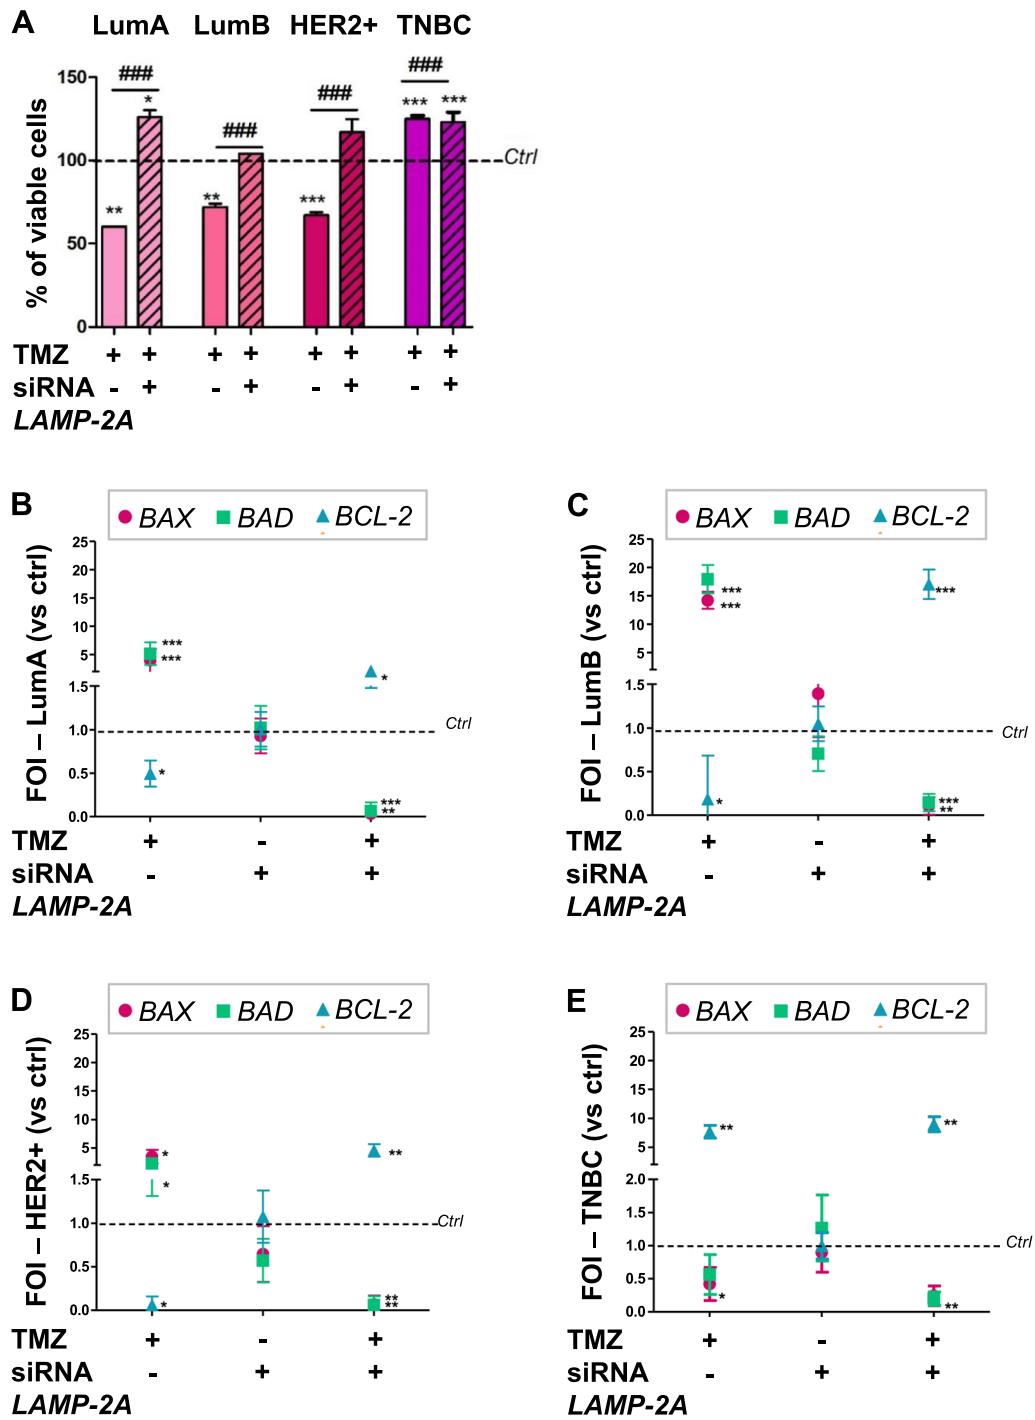 A
LumA LumB HER2+ TNBC
% of viable cells
150
100
50
0
### ### ### ###
** * ** *** *** ***
Ctrl
TMZ + + + + + + + +
siRNA - + - + - + - +
LAMP-2A
B
BAX BAD BCL-2
FOI – LumA (vs ctrl)
25
20
15
10
5
1.5
1.0
0.5
0.0
***
***
*
*
***
**
Ctrl
TMZ + - +
siRNA - + +
LAMP-2A
C
BAX BAD BCL-2
FOI – LumB (vs ctrl)
25
20
15
10
5
1.5
1.0
0.5
0.0
***
***
*
***
***
**
Ctrl
TMZ + - +
siRNA - + +
LAMP-2A
D
BAX BAD BCL-2
FOI – HER2+ (vs ctrl)
25
20
15
10
5
1.5
1.0
0.5
0.0
*
*
*
**
**
**
Ctrl
TMZ + - +
siRNA - + +
LAMP-2A
E
BAX BAD BCL-2
FOI – TNBC (vs ctrl)
25
20
15
10
5
2.0
1.5
1.0
0.5
0.0
**
*
**
**
Ctrl
TMZ + - +
siRNA - + +
LAMP-2A